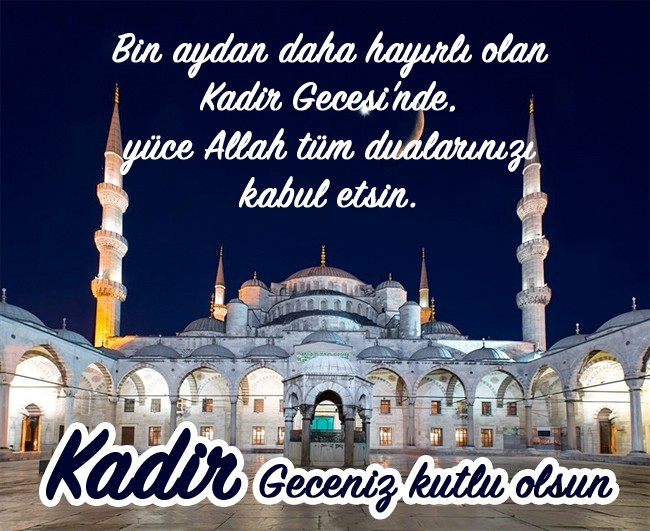 Bin aydan daha hayırlı olan
Kadir Gecesi'nde,
yüce Allah tüm dualarınızı
kabul etsin.
Kadir Geceniz kutlu olsun